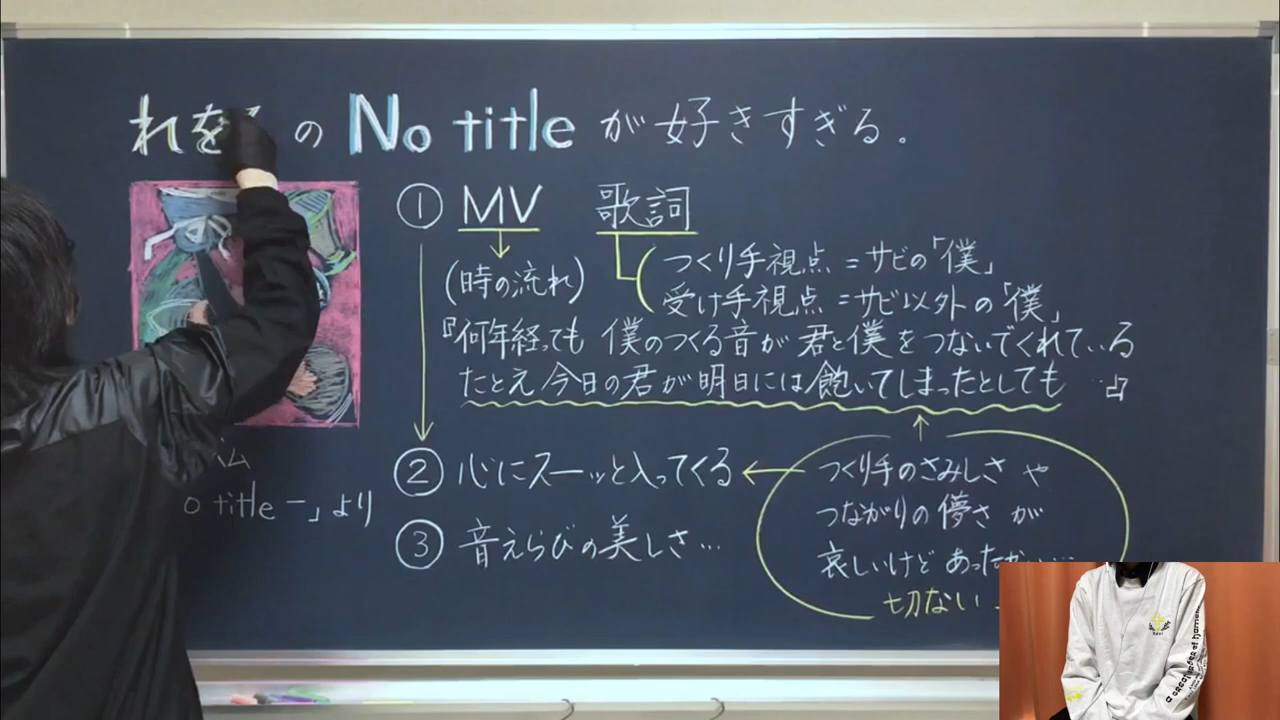 れをの No title が好きすぎる。
① MV 歌詞
(時の流れ)
つくり手視点 = サビの「僕」
受け手視点 = サビ以外の「僕」
『何年経っても 僕のつくる音が 君と僕をつないでくれている
たとえ 今日の君が明日には飽いてしまったとしても …』
② 心にスーッと入ってくる
③ 音えらびの美しさ…
つくり手のさみしさ や
つながりの儚さ が
哀しいけど あったかい…
切ない
o title ー」より